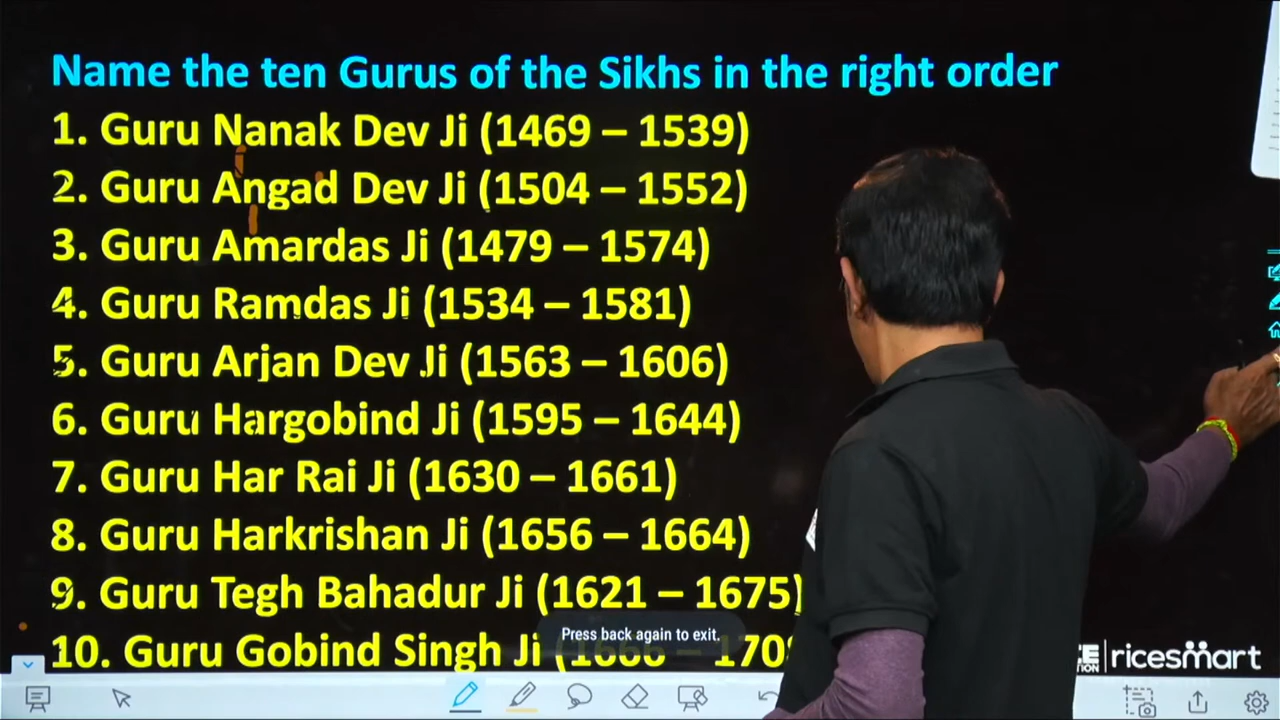 Name the ten Gurus of the Sikhs in the right order
1. Guru Nanak Dev Ji (1469 – 1539)
2. Guru Angad Dev Ji (1504 – 1552)
3. Guru Amardas Ji (1479 – 1574)
4. Guru Ramdas Ji (1534 – 1581)
5. Guru Arjan Dev Ji (1563 – 1606)
6. Guru Hargobind Ji (1595 – 1644)
7. Guru Har Rai Ji (1630 – 1661)
8. Guru Harkrishan Ji (1656 – 1664)
9. Guru Tegh Bahadur Ji (1621 – 1675)
10. Guru Gobind Singh Ji (1666 – 170
Press back again to exit.
ricesmart